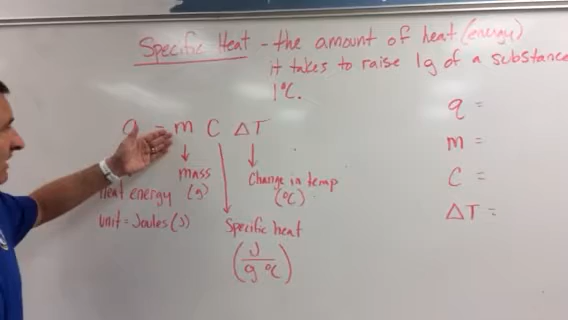 Specific Heat - the amount of heat (energy)
it takes to raise 1g of a substance
1°C.
q = m C ΔT
mass
(g)
Change in temp
(°C)
heat energy
unit = Joules (J)
Specific heat
(J/g °C)
q =
m =
C =
ΔT =